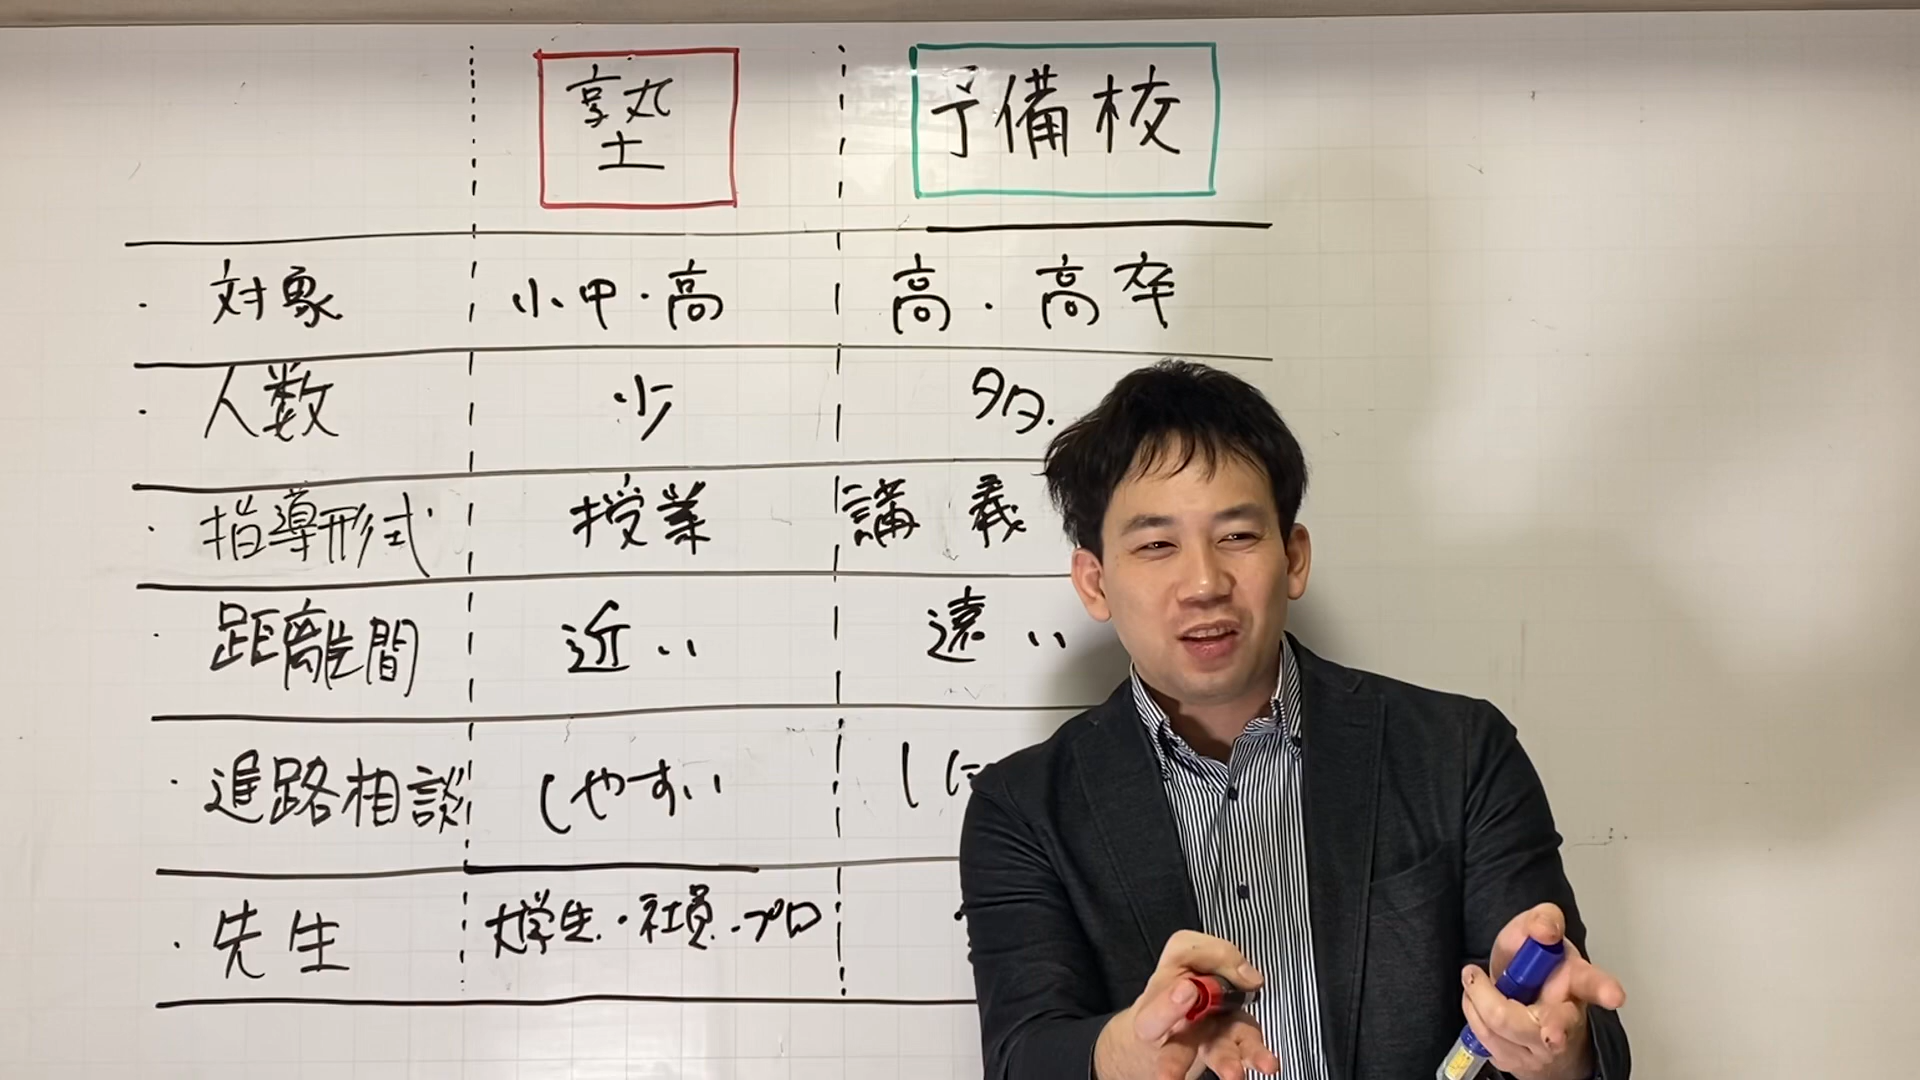 塾 予備校
・対象 小中・高 高・高卒
・人数 少 多
・指導形式 授業 講義
・距離間 近い 遠い
・進路相談 しやすい しに
・先生 大学生・社員・プロ